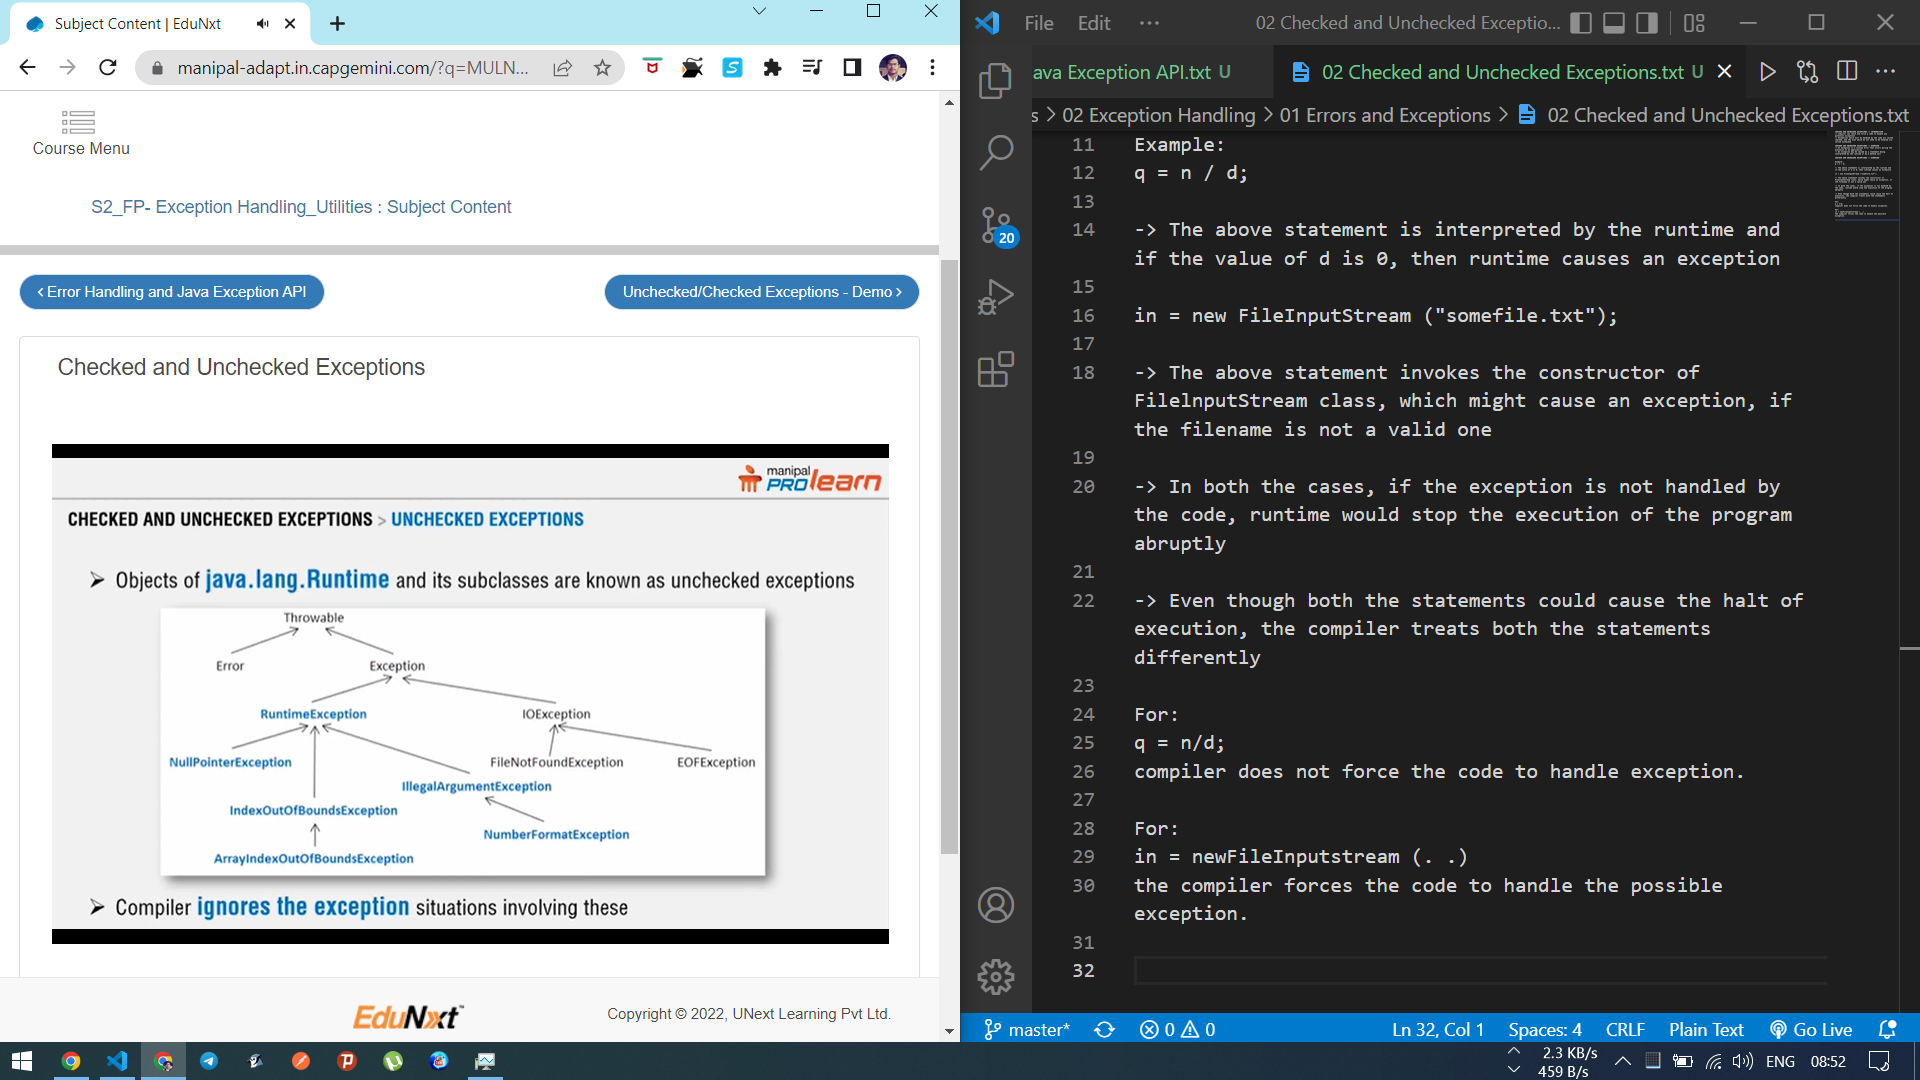 Subject Content | EduNxt
manipal-adapt.in.capgemini.com/?q=MULN...
Course Menu
S2_FP- Exception Handling_Utilities : Subject Content
‹ Error Handling and Java Exception API
Unchecked/Checked Exceptions - Demo ›
Checked and Unchecked Exceptions
manipal
PROlearn
CHECKED AND UNCHECKED EXCEPTIONS > UNCHECKED EXCEPTIONS
➢ Objects of java.lang.Runtime and its subclasses are known as unchecked exceptions
Throwable
Error
Exception
RuntimeException
IOException
NullPointerException
FileNotFoundException
EOFException
IllegalArgumentException
IndexOutOfBoundsException
NumberFormatException
ArrayIndexOutOfBoundsException
➢ Compiler ignores the exception situations involving these
EduNxt™
Copyright © 2022, UNext Learning Pvt Ltd.
File Edit ···
02 Checked and Unchecked Exceptio...
ava Exception API.txt U
02 Checked and Unchecked Exceptions.txt U
s > 02 Exception Handling > 01 Errors and Exceptions > 02 Checked and Unchecked Exceptions.txt
20
11 Example:
12 q = n / d;
13
14 -> The above statement is interpreted by the runtime and
if the value of d is 0, then runtime causes an exception
15
16 in = new FileInputStream ("somefile.txt");
17
18 -> The above statement invokes the constructor of
FilelnputStream class, which might cause an exception, if
the filename is not a valid one
19
20 -> In both the cases, if the exception is not handled by
the code, runtime would stop the execution of the program
abruptly
21
22 -> Even though both the statements could cause the halt of
execution, the compiler treats both the statements
differently
23
24 For:
25 q = n/d;
26 compiler does not force the code to handle exception.
27
28 For:
29 in = newFileInputstream (. .)
30 the compiler forces the code to handle the possible
exception.
31
32
master*
0 0
Ln 32, Col 1
Spaces: 4
CRLF
Plain Text
Go Live
2.3 KB/s
459 B/s
ENG
08:52